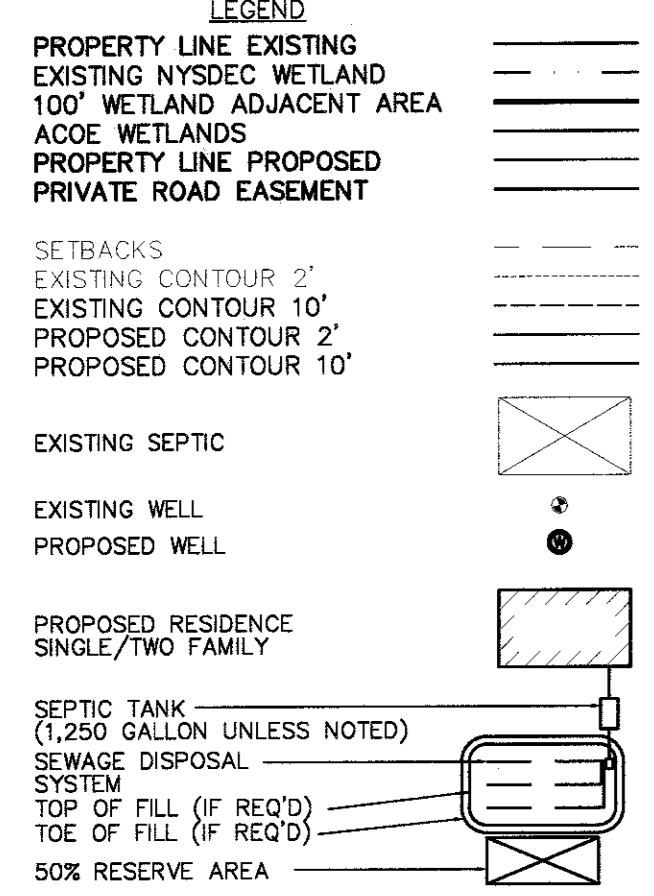 LEGEND
PROPERTY LINE EXISTING
EXISTING NYSDEC WETLAND
100' WETLAND ADJACENT AREA
ACOE WETLANDS
PROPERTY LINE PROPOSED
PRIVATE ROAD EASEMENT
SETBACKS
EXISTING CONTOUR 2'
EXISTING CONTOUR 10'
PROPOSED CONTOUR 2'
PROPOSED CONTOUR 10'
EXISTING SEPTIC
EXISTING WELL
PROPOSED WELL
W
PROPOSED RESIDENCE
SINGLE/TWO FAMILY
SEPTIC TANK
(1,250 GALLON UNLESS NOTED)
SEWAGE DISPOSAL
SYSTEM
TOP OF FILL (IF REQ'D)
TOE OF FILL (IF REQ'D)
50% RESERVE AREA